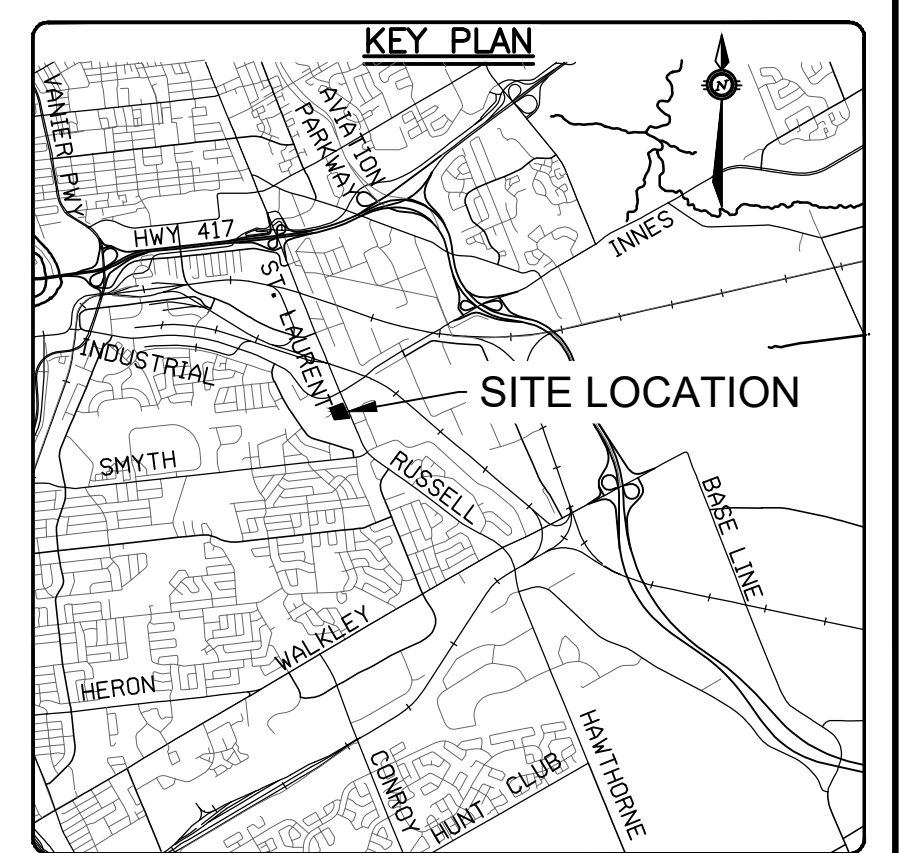 KEY PLAN
N
VANIER PWY
AVIATION
PARKWAY
HWY 417
INNES
ST. LAURENT
INDUSTRIAL
SITE LOCATION
SMYTH
RUSSELL
BASE LINE
WALKLEY
HERON
HAWTHORNE
CONROY
HUNT CLUB